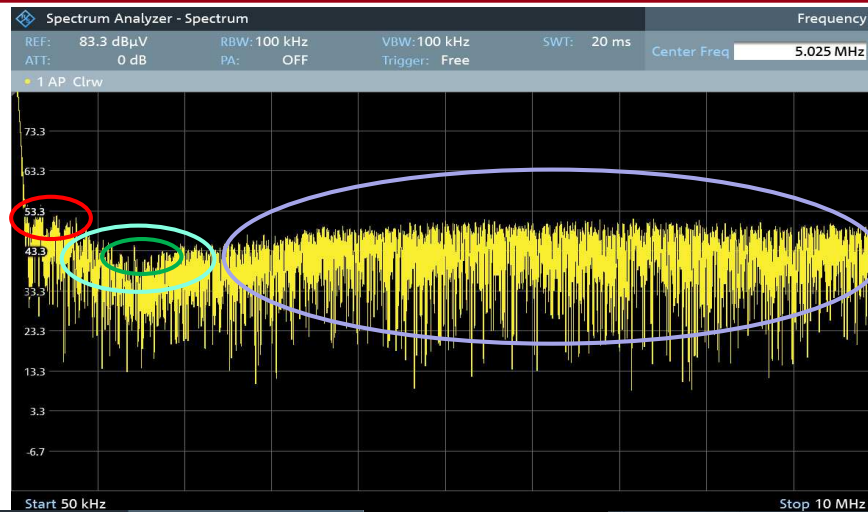 Spectrum Analyzer - Spectrum Frequency
REF: 83.3 dBµV RBW: 100 kHz VBW: 100 kHz SWT: 20 ms
Center Freq 5.025 MHz
ATT: 0 dB PA: OFF Trigger: Free
1 AP Clrw
73.3
63.3
53.3
43.3
33.3
23.3
13.3
3.3
-6.7
Start 50 kHz Stop 10 MHz